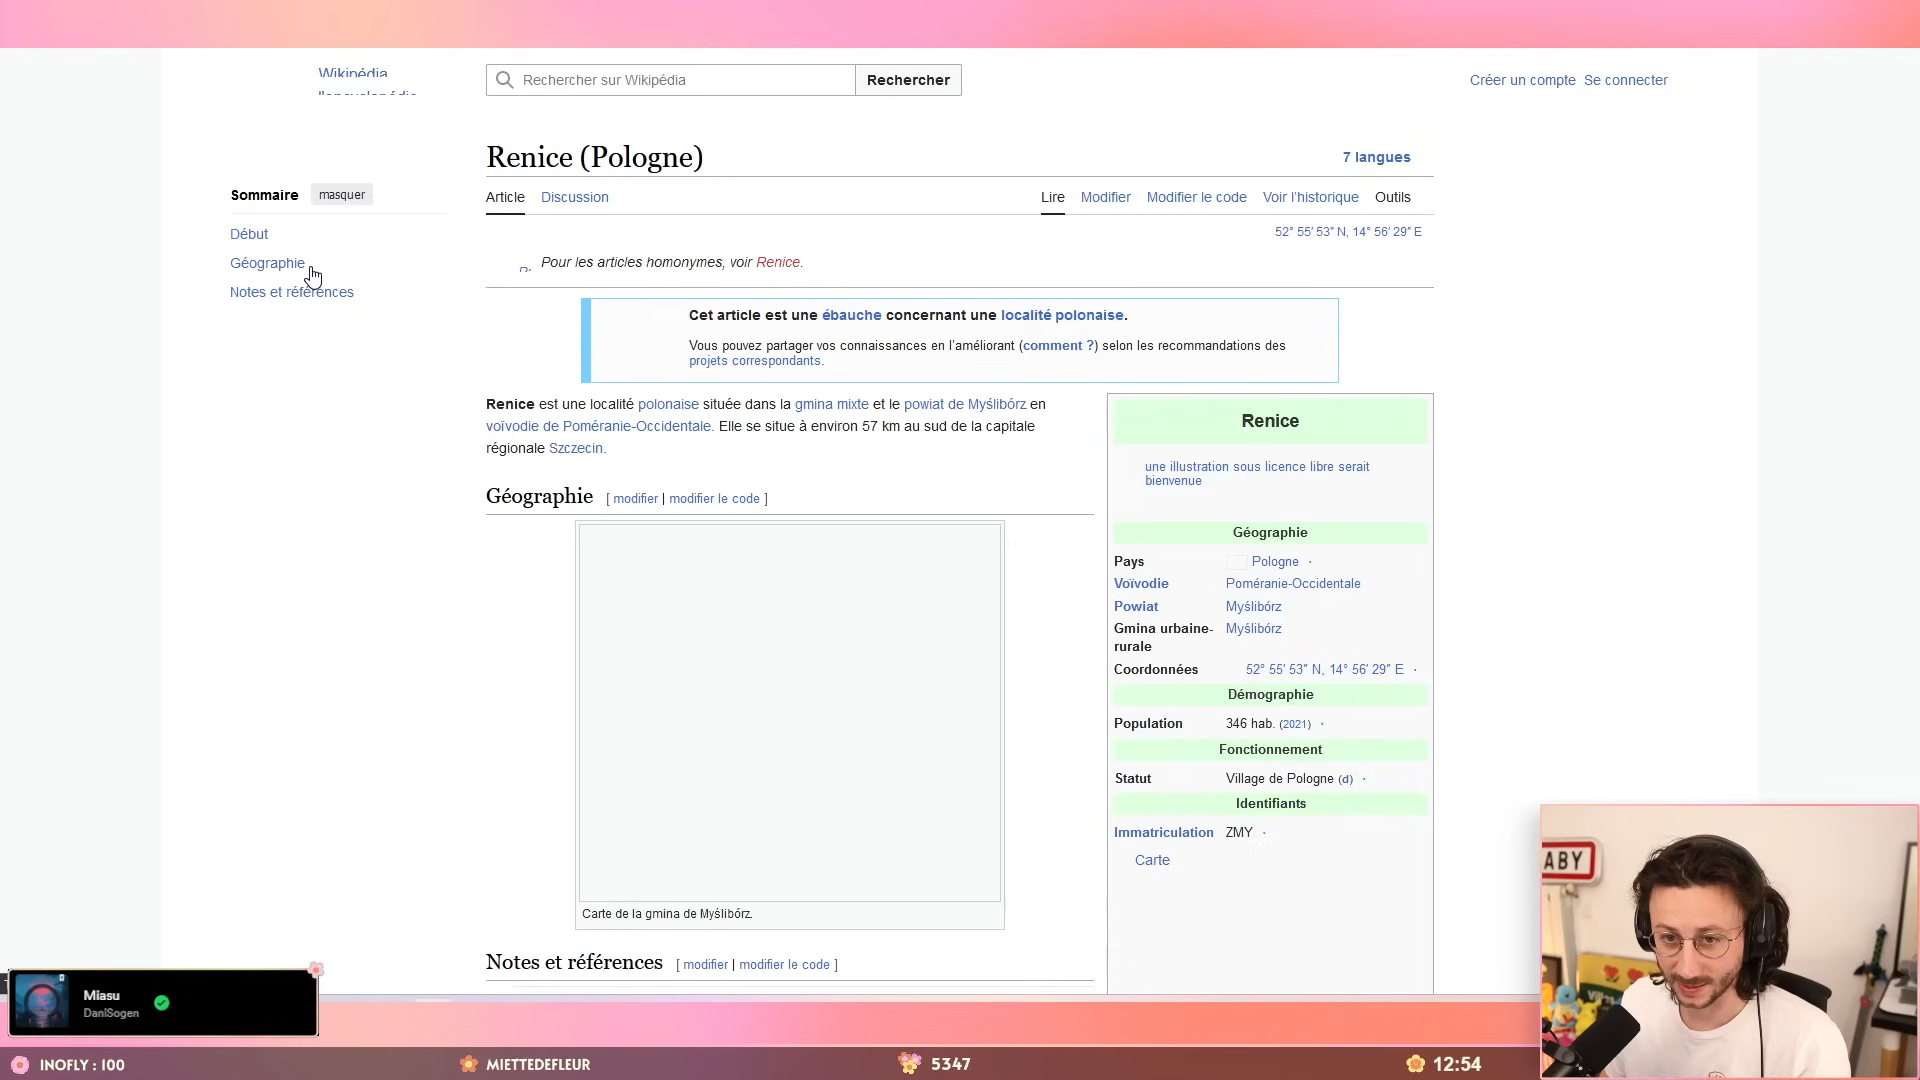 Wikipédia
l'encyclopédie
Rechercher sur Wikipédia
Rechercher
Créer un compte Se connecter
Renice (Pologne)
7 langues
Sommaire masquer
Début
Géographie
Notes et références
Article Discussion
Lire Modifier Modifier le code Voir l'historique Outils
52° 55′ 53″ N, 14° 56′ 29″ E
Pour les articles homonymes, voir Renice.
Cet article est une ébauche concernant une localité polonaise.
Vous pouvez partager vos connaissances en l'améliorant (comment ?) selon les recommandations des
projets correspondants.
Renice est une localité polonaise située dans la gmina mixte et le powiat de Myślibórz en
voïvodie de Poméranie-Occidentale. Elle se situe à environ 57 km au sud de la capitale
régionale Szczecin.
Géographie [ modifier | modifier le code ]
Carte de la gmina de Myślibórz.
Notes et références [ modifier | modifier le code ]
Renice
une illustration sous licence libre serait
bienvenue
Géographie
Pays Pologne ·
Voïvodie Poméranie-Occidentale
Powiat Myślibórz
Gmina urbaine-
rurale Myślibórz
Coordonnées 52° 55′ 53″ N, 14° 56′ 29″ E ·
Démographie
Population 346 hab. (2021) ·
Fonctionnement
Statut Village de Pologne (d) ·
Identifiants
Immatriculation ZMY ·
Carte
ABY
Miasu
DaniSogen
INOFLY : 100
MIETTEDEFLEUR
5347
12:54